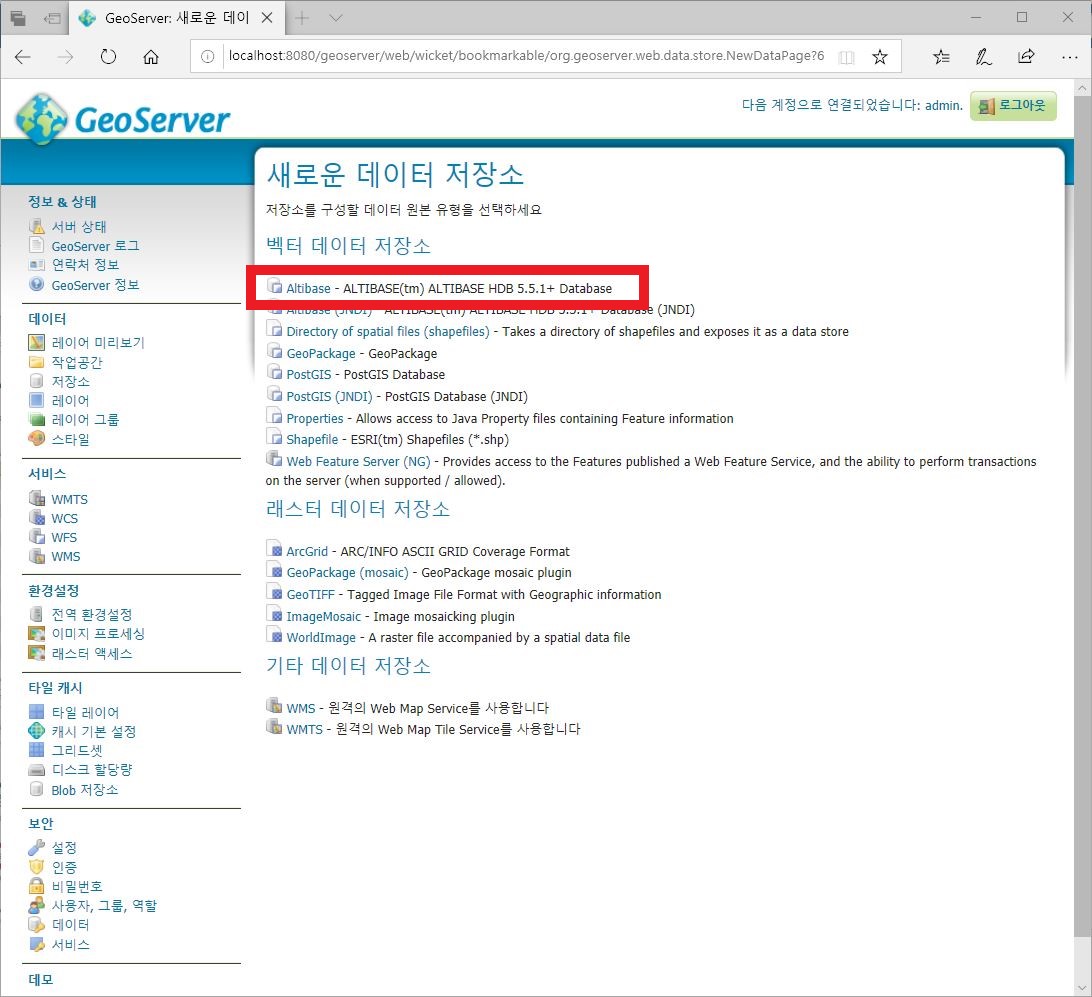 GeoServer: 새로운 데이
localhost:8080/geoserver/web/wicket/bookmarkable/org.geoserver.web.data.store.NewDataPage?6
GeoServer
다음 계정으로 연결되었습니다: admin.
로그아웃
정보 & 상태
서버 상태
GeoServer 로그
연락처 정보
GeoServer 정보
데이터
레이어 미리보기
작업공간
저장소
레이어
레이어 그룹
스타일
서비스
WMTS
WCS
WFS
WMS
환경설정
전역 환경설정
이미지 프로세싱
래스터 액세스
타일 캐시
타일 레이어
캐시 기본 설정
그리드셋
디스크 할당량
Blob 저장소
보안
설정
인증
비밀번호
사용자, 그룹, 역할
데이터
서비스
데모
새로운 데이터 저장소
저장소를 구성할 데이터 원본 유형을 선택하세요
벡터 데이터 저장소
Altibase - ALTIBASE(tm) ALTIBASE HDB 5.5.1+ Database
Altibase (JNDI) - ALTIBASE(tm) ALTIBASE HDB 5.5.1+ Database (JNDI)
Directory of spatial files (shapefiles) - Takes a directory of shapefiles and exposes it as a data store
GeoPackage - GeoPackage
PostGIS - PostGIS Database
PostGIS (JNDI) - PostGIS Database (JNDI)
Properties - Allows access to Java Property files containing Feature information
Shapefile - ESRI(tm) Shapefiles (*.shp)
Web Feature Server (NG) - Provides access to the Features published a Web Feature Service, and the ability to perform transactions
on the server (when supported / allowed).
래스터 데이터 저장소
ArcGrid - ARC/INFO ASCII GRID Coverage Format
GeoPackage (mosaic) - GeoPackage mosaic plugin
GeoTIFF - Tagged Image File Format with Geographic information
ImageMosaic - Image mosaicking plugin
WorldImage - A raster file accompanied by a spatial data file
기타 데이터 저장소
WMS - 원격의 Web Map Service를 사용합니다
WMTS - 원격의 Web Map Tile Service를 사용합니다